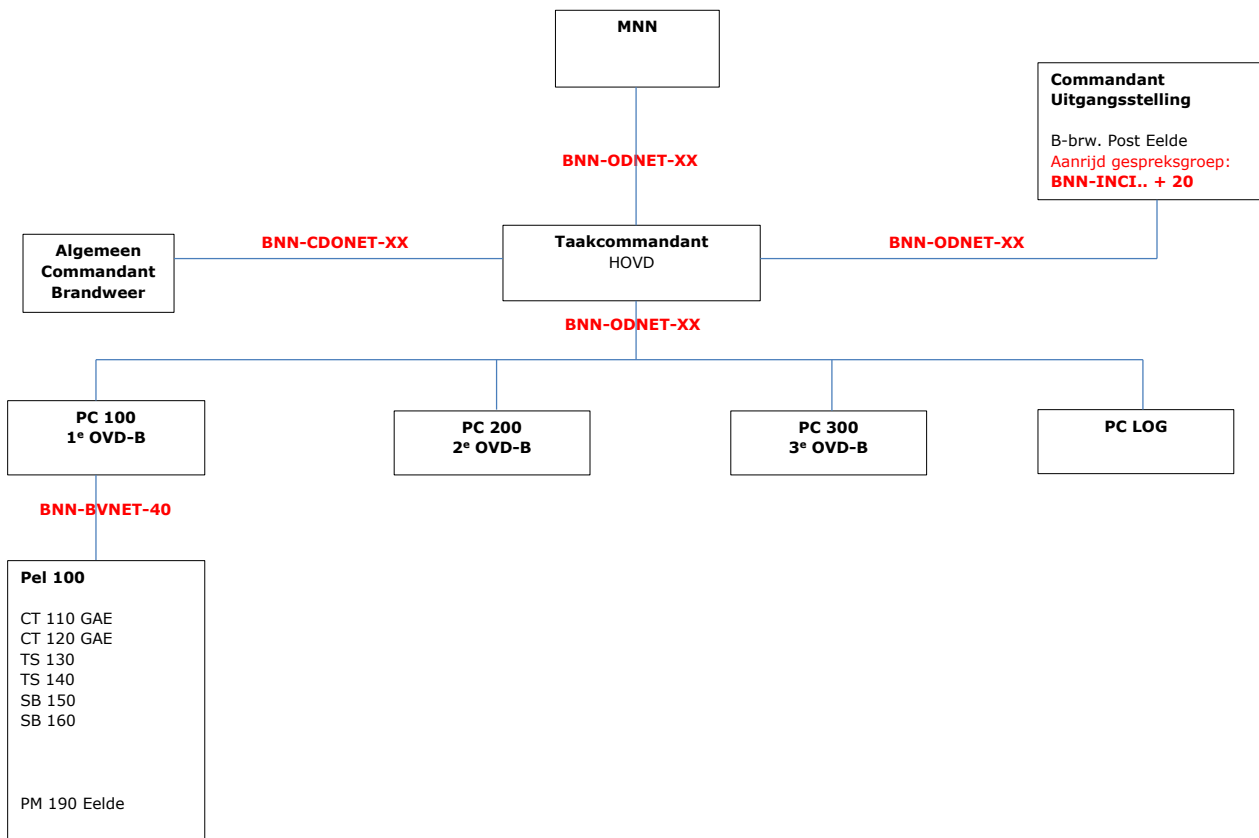 MNN
Commandant
Uitgangsstelling
B-brw. Post Eelde
Aanrijd gespreksgroep:
BNN-INCI.. + 20
BNN-ODNET-XX
Algemeen
Commandant
Brandweer
BNN-CDONET-XX
Taakcommandant
HOVD
BNN-ODNET-XX
BNN-ODNET-XX
PC 100
1e OVD-B
PC 200
2e OVD-B
PC 300
3e OVD-B
PC LOG
BNN-BVNET-40
Pel 100
CT 110 GAE
CT 120 GAE
TS 130
TS 140
SB 150
SB 160
PM 190 Eelde